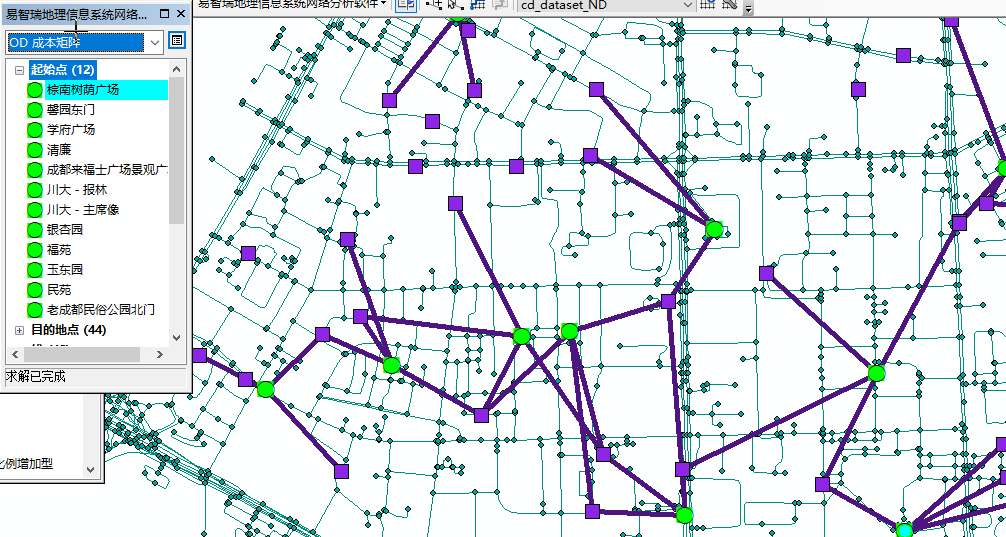 易智瑞地理信息系统网络...
易智瑞地理信息系统网络分析软件
cd_dataset_ND
OD 成本矩阵
起始点 (12)
棕南树荫广场
馨园东门
学府广场
清廉
成都来福士广场景观广
川大 - 报林
川大 - 主席像
银杏园
福苑
玉东园
民苑
老成都民俗公园北门
目的地点 (44)
求解已完成
例增加型